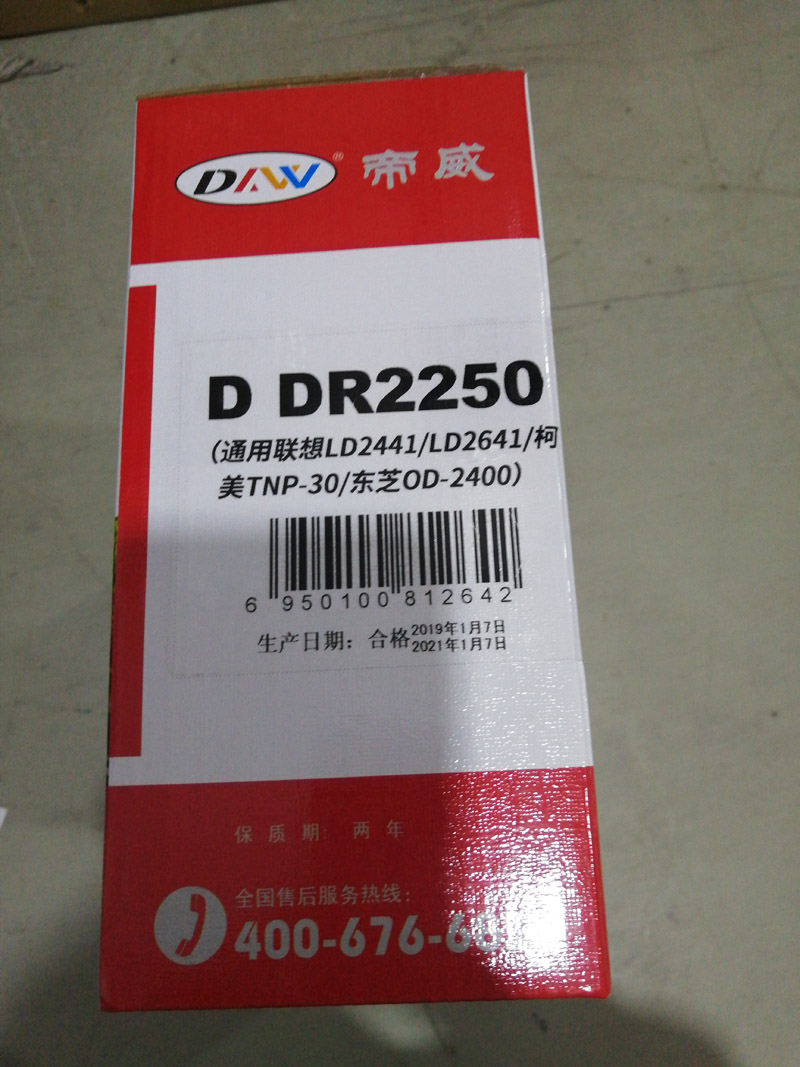 DAW® 帝威
D DR2250
（通用联想LD2441/LD2641/柯
美TNP-30/东芝OD-2400）
6 950100 812642
生产日期：合格 2019年1月7日
2021年1月7日
保质期：两年
全国售后服务热线：
400-676-6